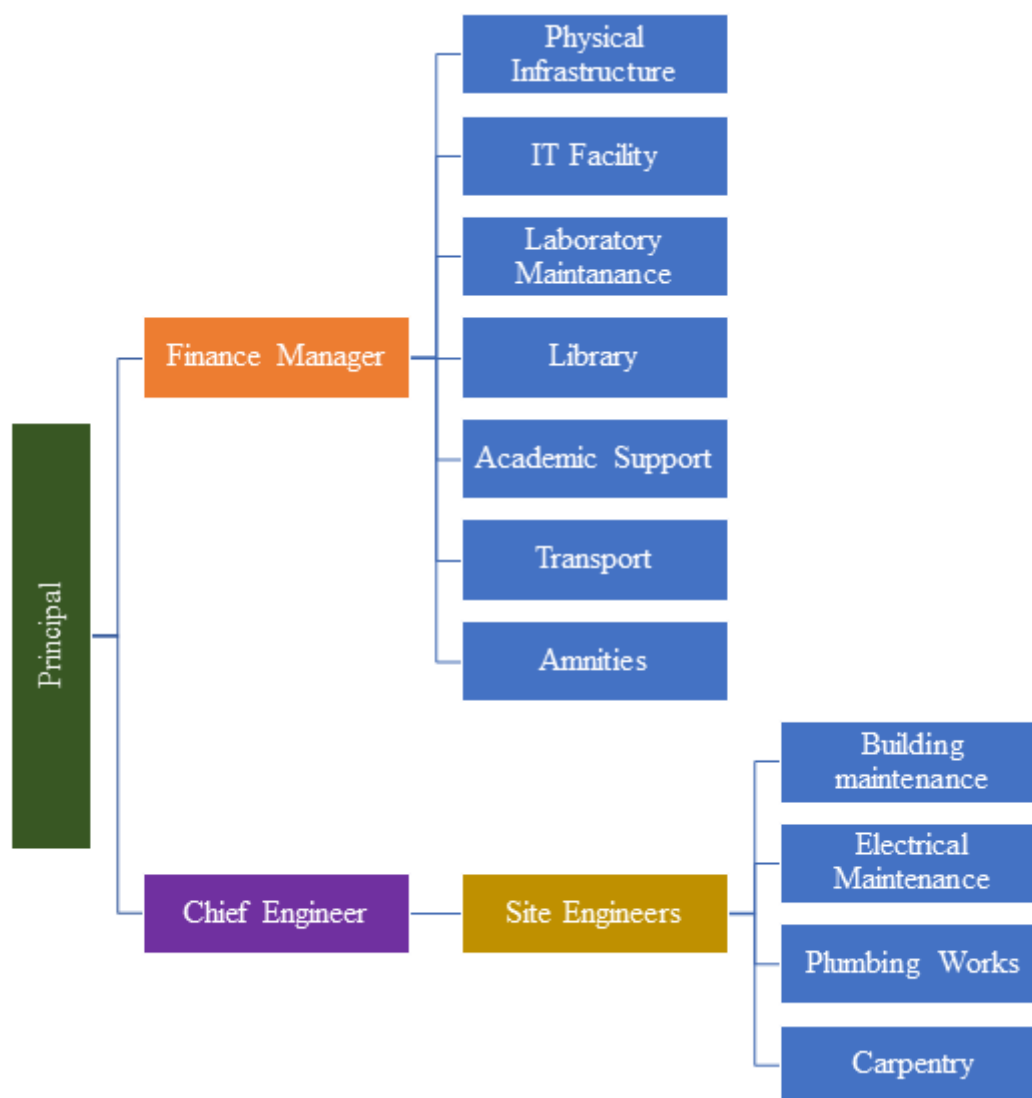 Physical
Infrastructure
IT Facility
Laboratory
Maintanance
Finance Manager
Library
Academic Support
Transport
Principal
Amnities
Building
maintenance
Electrical
Maintenance
Chief Engineer
Site Engineers
Plumbing Works
Carpentry